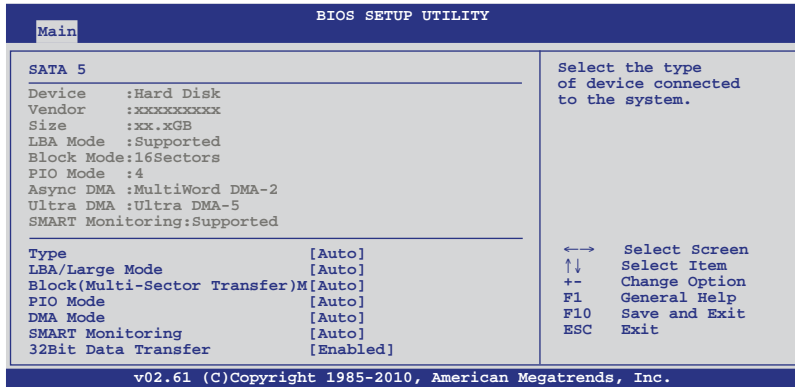 BIOS SETUP UTILITY
Main
SATA 5
Device :Hard Disk
Vendor :xxxxxxxxx
Size :xx.xGB
LBA Mode :Supported
Block Mode:16Sectors
PIO Mode :4
Async DMA :MultiWord DMA-2
Ultra DMA :Ultra DMA-5
SMART Monitoring:Supported
Type [Auto]
LBA/Large Mode [Auto]
Block(Multi-Sector Transfer)M[Auto]
PIO Mode [Auto]
DMA Mode [Auto]
SMART Monitoring [Auto]
32Bit Data Transfer [Enabled]
Select the type
of device connected
to the system.
←→ Select Screen
↑↓ Select Item
+- Change Option
F1 General Help
F10 Save and Exit
ESC Exit
v02.61 (C)Copyright 1985-2010, American Megatrends, Inc.